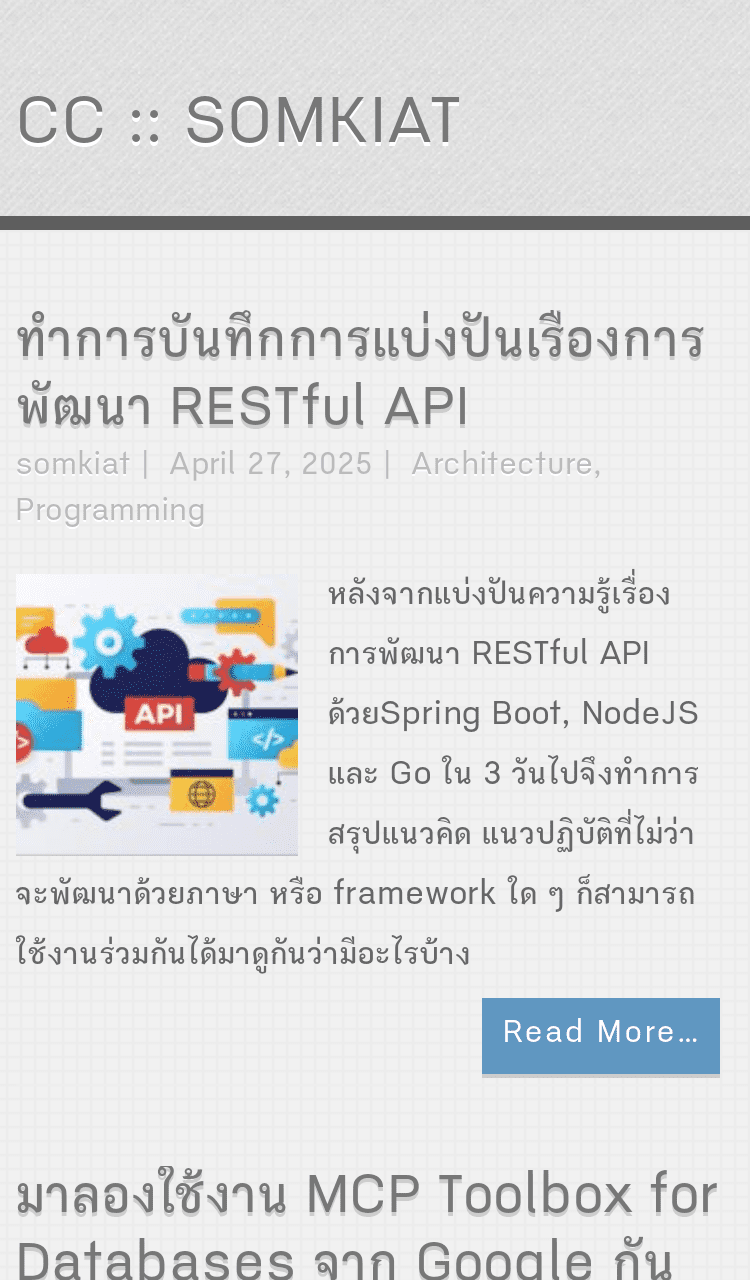 CC :: SOMKIAT
ทำการบันทึกการแบ่งปันเรื่องการ
พัฒนา RESTful API
somkiat | April 27, 2025 | Architecture,
Programming
API
</>
หลังจากแบ่งปันความรู้เรื่อง
การพัฒนา RESTful API
ด้วยSpring Boot, NodeJS
และ Go ใน 3 วันไปจึงทำการ
สรุปแนวคิด แนวปฏิบัติที่ไม่ว่า
จะพัฒนาด้วยภาษา หรือ framework ใด ๆ ก็สามารถ
ใช้งานร่วมกันได้มาดูกันว่ามีอะไรบ้าง
Read More…
มาลองใช้งาน MCP Toolbox for
Databases จาก Google กัน